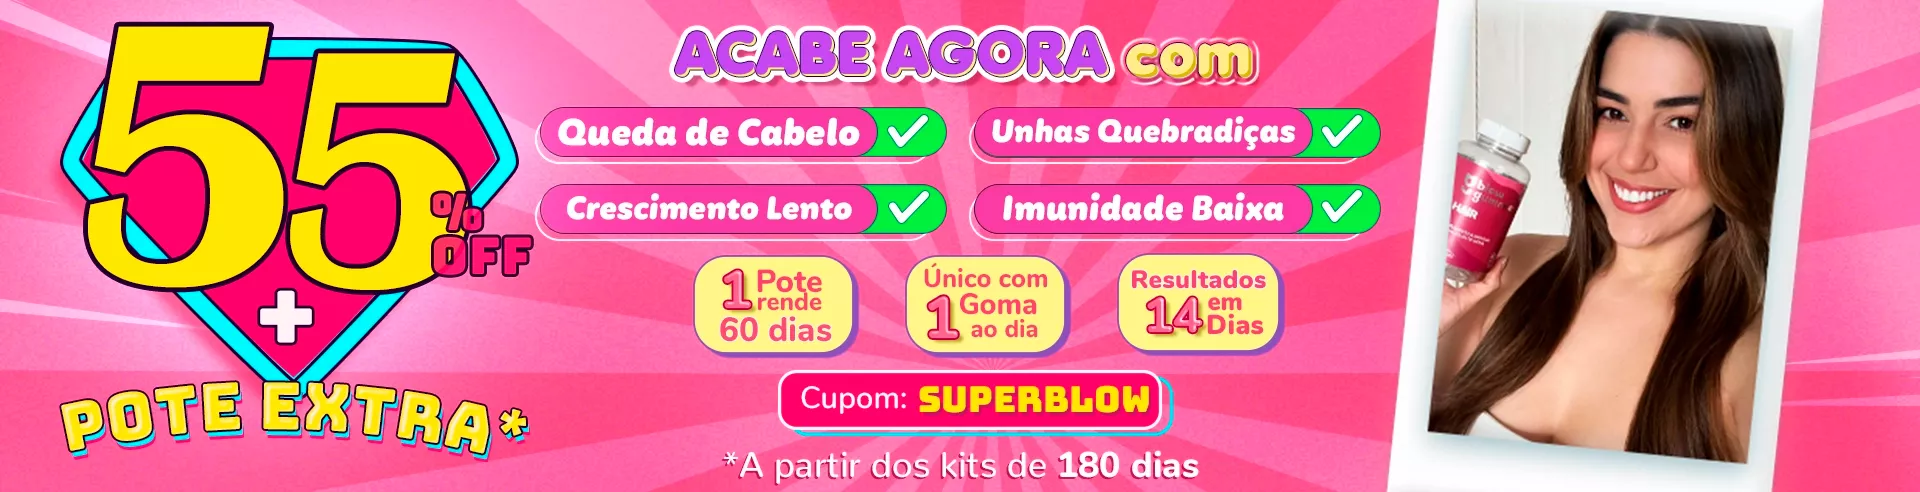 55
%
OFF
+
POTE EXTRA*
ACABE AGORA com
Queda de Cabelo
Unhas Quebradiças
Crescimento Lento
Imunidade Baixa
1 Pote
rende
60 dias
Único com
1 Goma
ao dia
Resultados
14 em
Dias
Cupom: SUPERBLOW
*A partir dos kits de 180 dias
HAIR